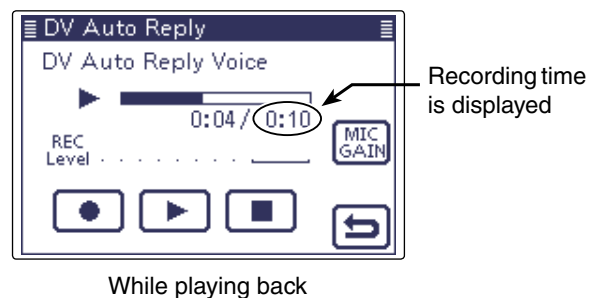 DV Auto Reply
DV Auto Reply Voice
Recording time
is displayed
0:04 / 0:10
REC
Level
MIC
GAIN
While playing back